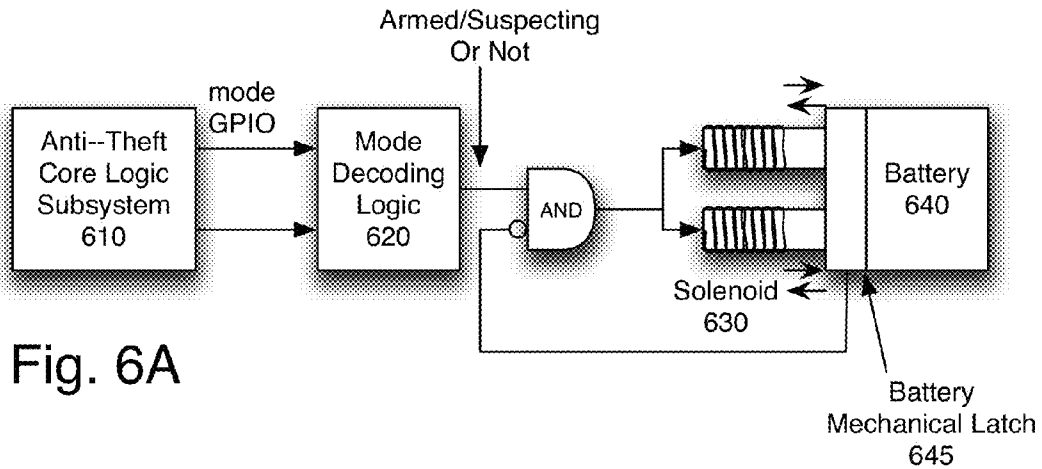 Armed/Suspecting
Or Not
mode
GPIO
Anti--Theft
Core Logic
Subsystem
610
Mode
Decoding
Logic
620
AND
Battery
640
Solenoid
630
Fig. 6A
Battery
Mechanical Latch
645